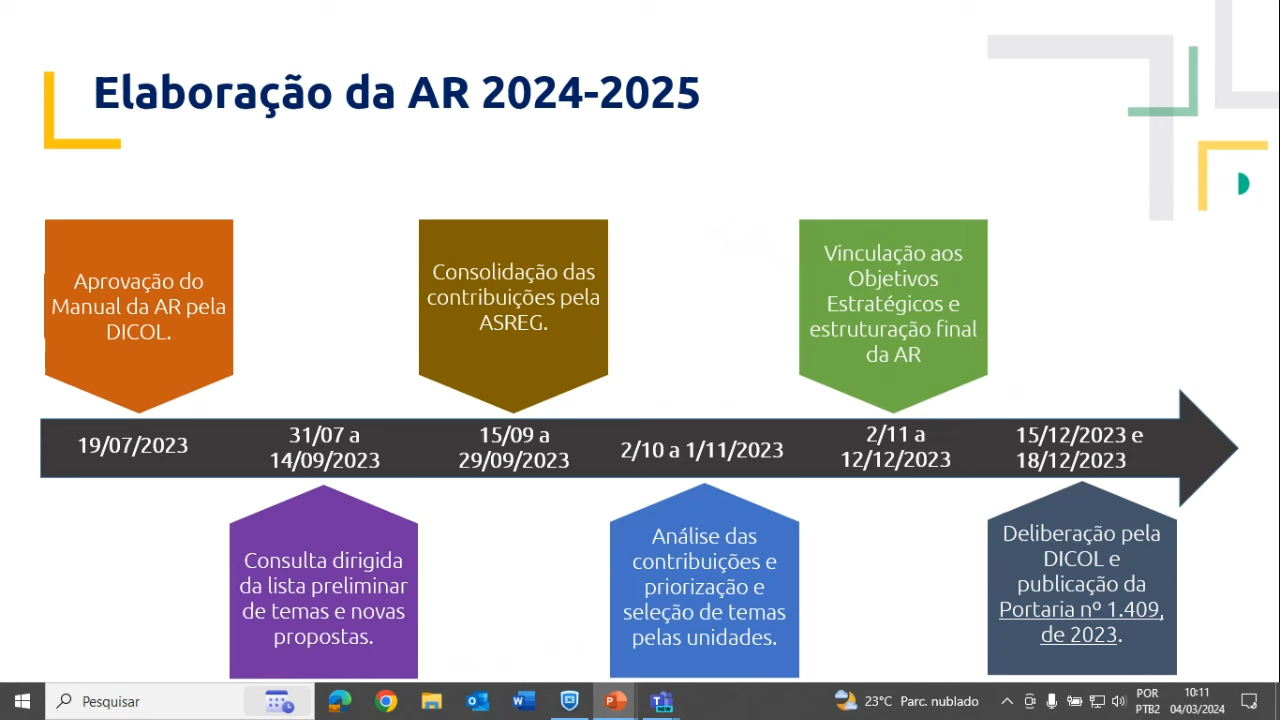 Elaboração da AR 2024-2025
Aprovação do
Manual da AR pela
DICOL.
Consolidação das
contribuições pela
ASREG.
Vinculação aos
Objetivos
Estratégicos e
estruturação final
da AR
19/07/2023
31/07 a
14/09/2023
15/09 a
29/09/2023
2/10 a 1/11/2023
2/11 a
12/12/2023
15/12/2023 e
18/12/2023
Consulta dirigida
da lista preliminar
de temas e novas
propostas.
Análise das
contribuições e
priorização e
seleção de temas
pelas unidades.
Deliberação pela
DICOL e
publicação da
Portaria nº 1.409,
de 2023.
Pesquisar
23°C Parc. nublado
POR
PTB2
10:11
04/03/2024